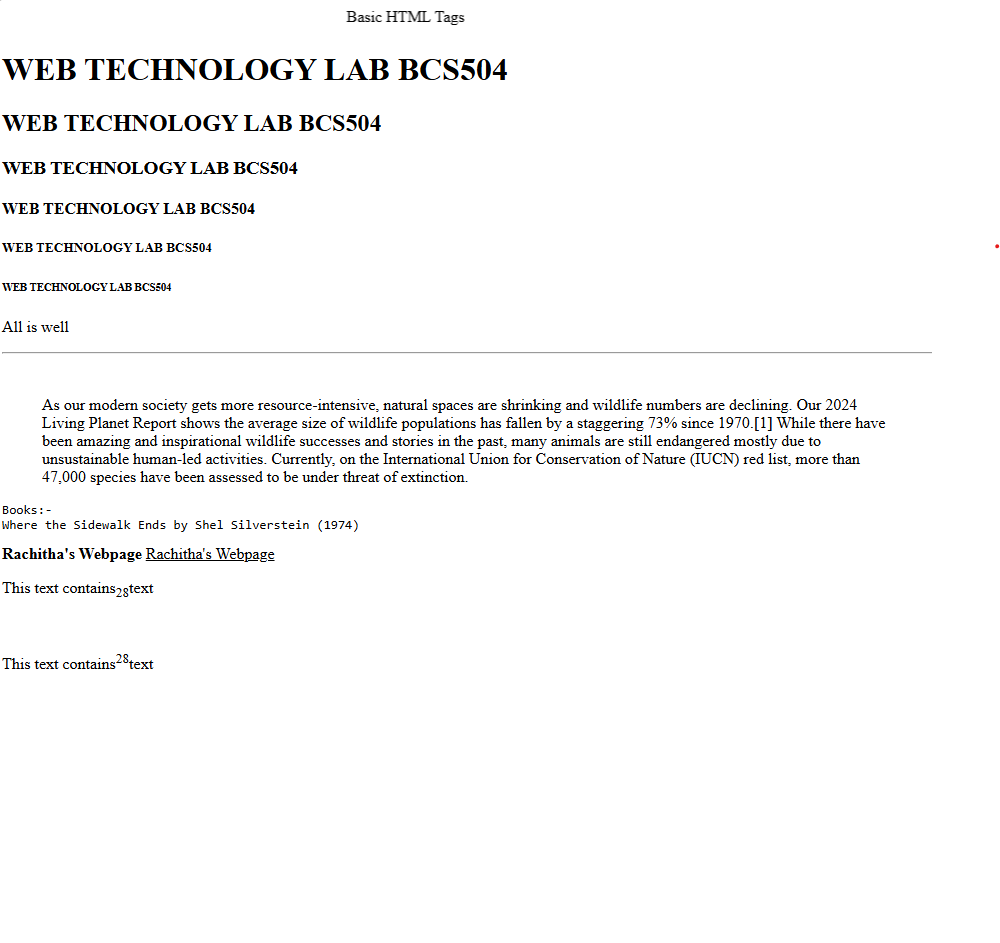 Basic HTML Tags
WEB TECHNOLOGY LAB BCS504
WEB TECHNOLOGY LAB BCS504
WEB TECHNOLOGY LAB BCS504
WEB TECHNOLOGY LAB BCS504
WEB TECHNOLOGY LAB BCS504
WEB TECHNOLOGY LAB BCS504
All is well
As our modern society gets more resource-intensive, natural spaces are shrinking and wildlife numbers are declining. Our 2024
Living Planet Report shows the average size of wildlife populations has fallen by a staggering 73% since 1970.[1] While there have
been amazing and inspirational wildlife successes and stories in the past, many animals are still endangered mostly due to
unsustainable human-led activities. Currently, on the International Union for Conservation of Nature (IUCN) red list, more than
47,000 species have been assessed to be under threat of extinction.
Books:-
Where the Sidewalk Ends by Shel Silverstein (1974)
Rachitha's Webpage Rachitha's Webpage
This text contains₂₈text
This text contains²⁸text